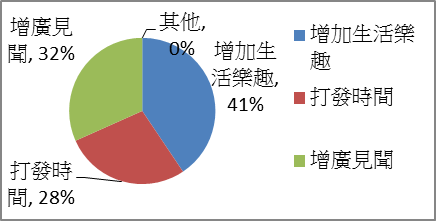 增廣見
聞, 32%
其他,
0%
增加生
活樂趣,
41%
打發時
間, 28%
增加生活樂
趣
打發時間
增廣見聞